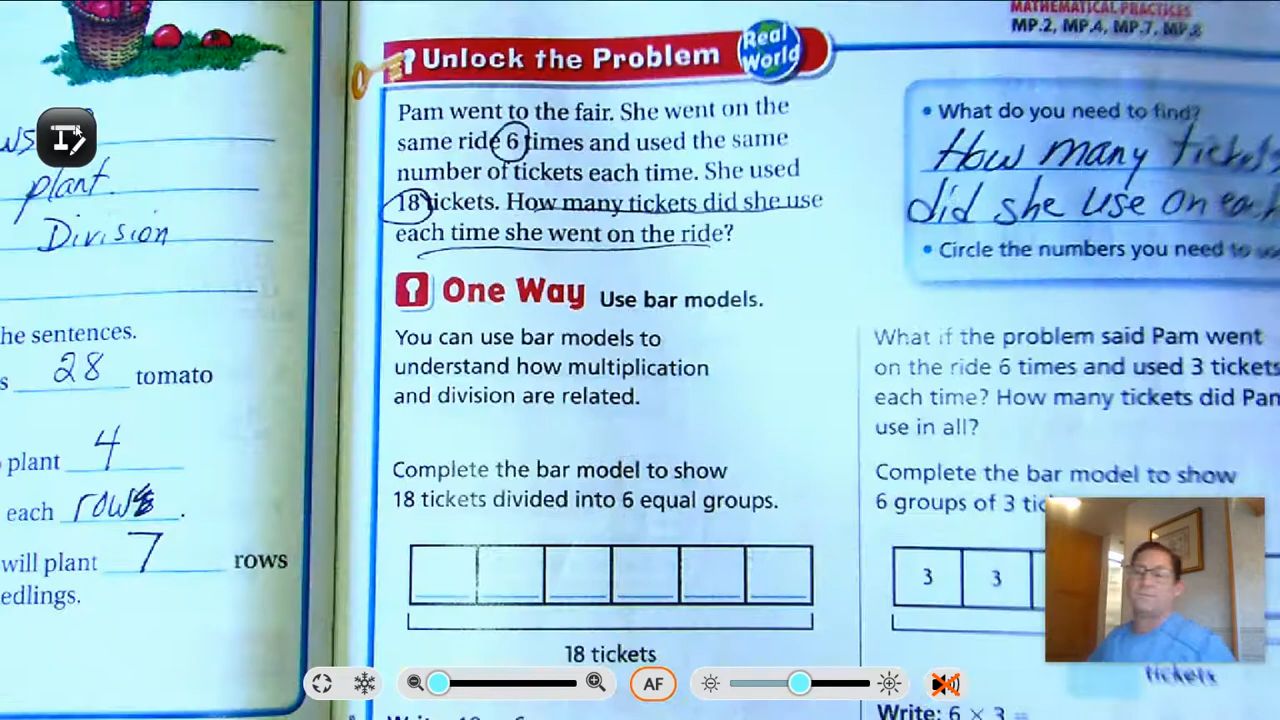 MATHEMATICAL PRACTICES
MP.2, MP.4, MP.7, MP.8
Unlock the Problem
Real World
plant
Division
he sentences.
28 tomato
plant 4
each rows.
will plant 7 rows
edlings.
Pam went to the fair. She went on the
same ride 6 times and used the same
number of tickets each time. She used
18 tickets. How many tickets did she use
each time she went on the ride?
• What do you need to find?
How many tickets
did she use on each
• Circle the numbers you need to use
One Way Use bar models.
You can use bar models to
understand how multiplication
and division are related.
Complete the bar model to show
18 tickets divided into 6 equal groups.
18 tickets
What if the problem said Pam went
on the ride 6 times and used 3 tickets
each time? How many tickets did Pam
use in all?
Complete the bar model to show
6 groups of 3 tic
3 3
tickets
Write: 6 × 3 =
AF